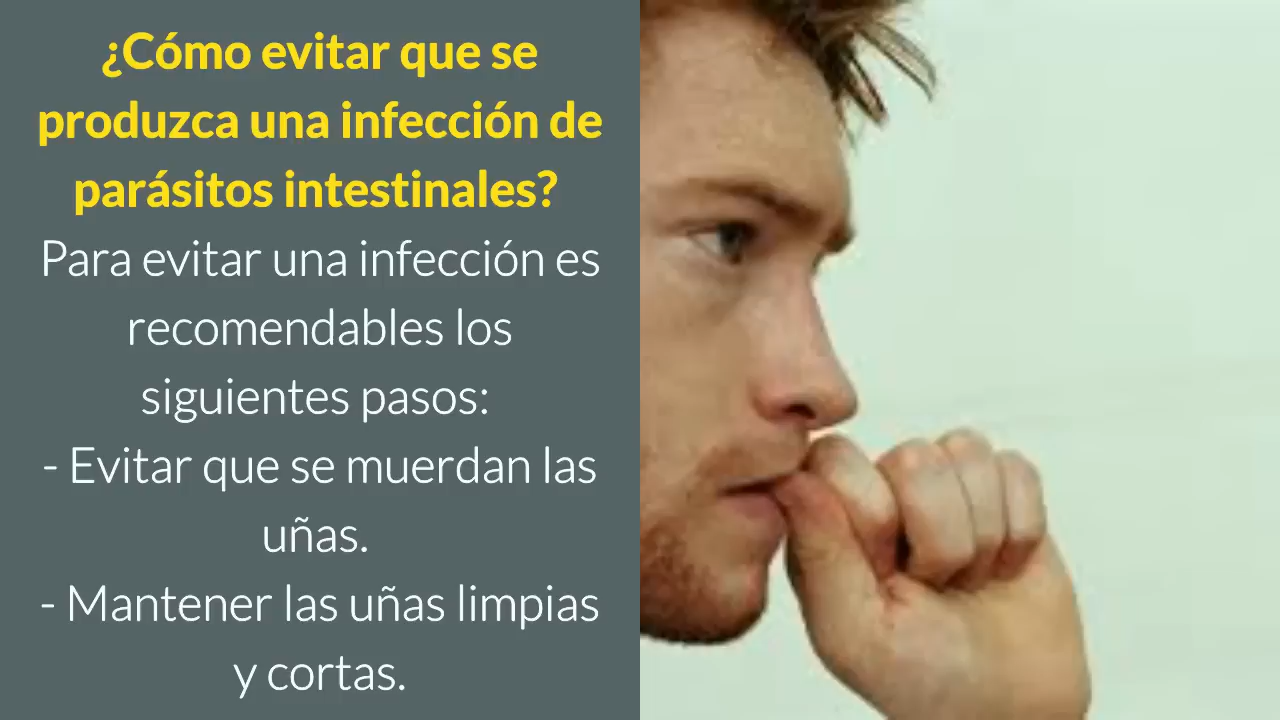 ¿Cómo evitar que se
produzca una infección de
parásitos intestinales?
Para evitar una infección es
recomendables los
siguientes pasos:
- Evitar que se muerdan las
uñas.
- Mantener las uñas limpias
y cortas.